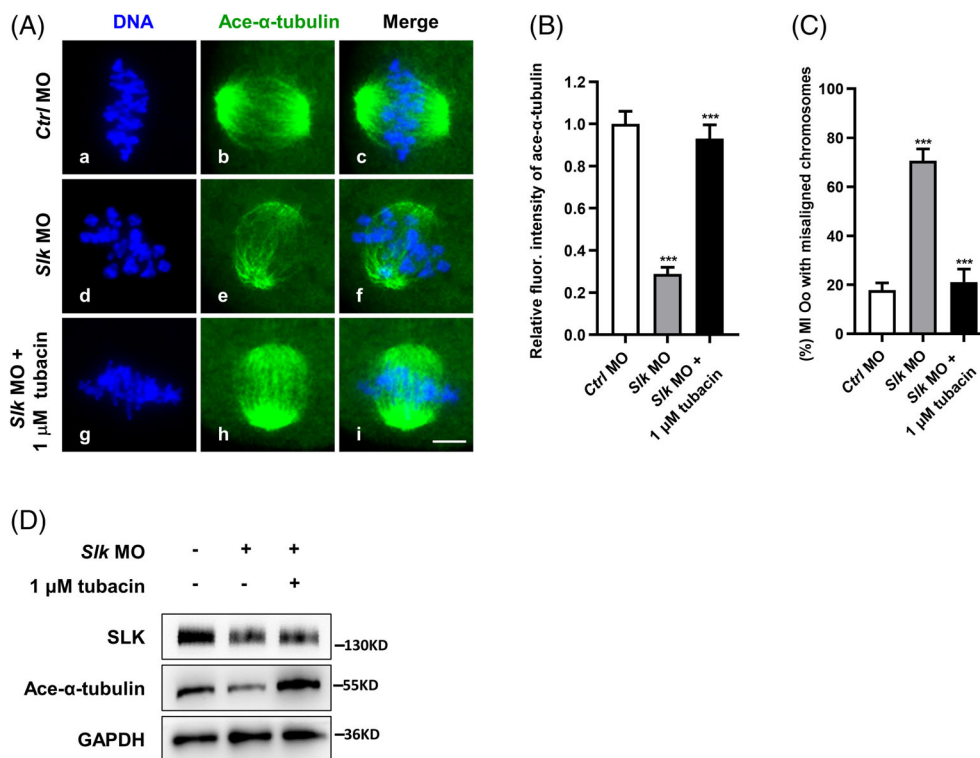 (A)
DNA
Ace-α-tubulin
Merge
Ctrl MO
a
b
c
Slk MO
d
e
f
Slk MO +
1 µM tubacin
g
h
i
(B)
Relative fluor. intensity of ace-α-tubulin
1.2
1.0
0.8
0.6
0.4
0.2
0.0
***
***
Ctrl MO
Slk MO
Slk MO +
1 µM tubacin
(C)
(%) MI Oo with misaligned chromosomes
100
80
60
40
20
0
***
***
Ctrl MO
Slk MO
Slk MO +
1 µM tubacin
(D)
Slk MO - + +
1 µM tubacin - - +
SLK
–130KD
Ace-α-tubulin
–55KD
GAPDH
–36KD